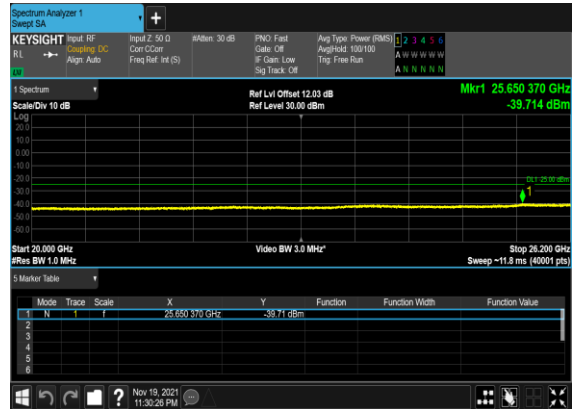 Spectrum Analyzer 1
Swept SA
+
KEYSIGHT Input: RF Input Z: 50 Ω #Atten: 30 dB PNO: Fast Avg Type: Power (RMS) 1 2 3 4 5 6
RL Coupling: DC Corr CCorr Gate: Off Avg|Hold: 100/100 A W W W W W
Align: Auto Freq Ref: Int (S) IF Gain: Low Trig: Free Run
Sig Track: Off A N N N N N
1 Spectrum Ref Lvl Offset 12.03 dB Mkr1 25.650 370 GHz
Scale/Div 10 dB Ref Level 30.00 dBm -39.714 dBm
Log
20.0
10.0
0.00
-10.0
-20.0 DL1 -25.00 dBm
-30.0 1
-40.0
-50.0
-60.0
Start 20.000 GHz Video BW 3.0 MHz* Stop 26.200 GHz
#Res BW 1.0 MHz Sweep ~11.8 ms (40001 pts)
5 Marker Table
Mode Trace Scale X Y Function Function Width Function Value
1 N 1 f 25.650 370 GHz -39.71 dBm
2
3
4
5
6
? Nov 19, 2021
11:30:26 PM